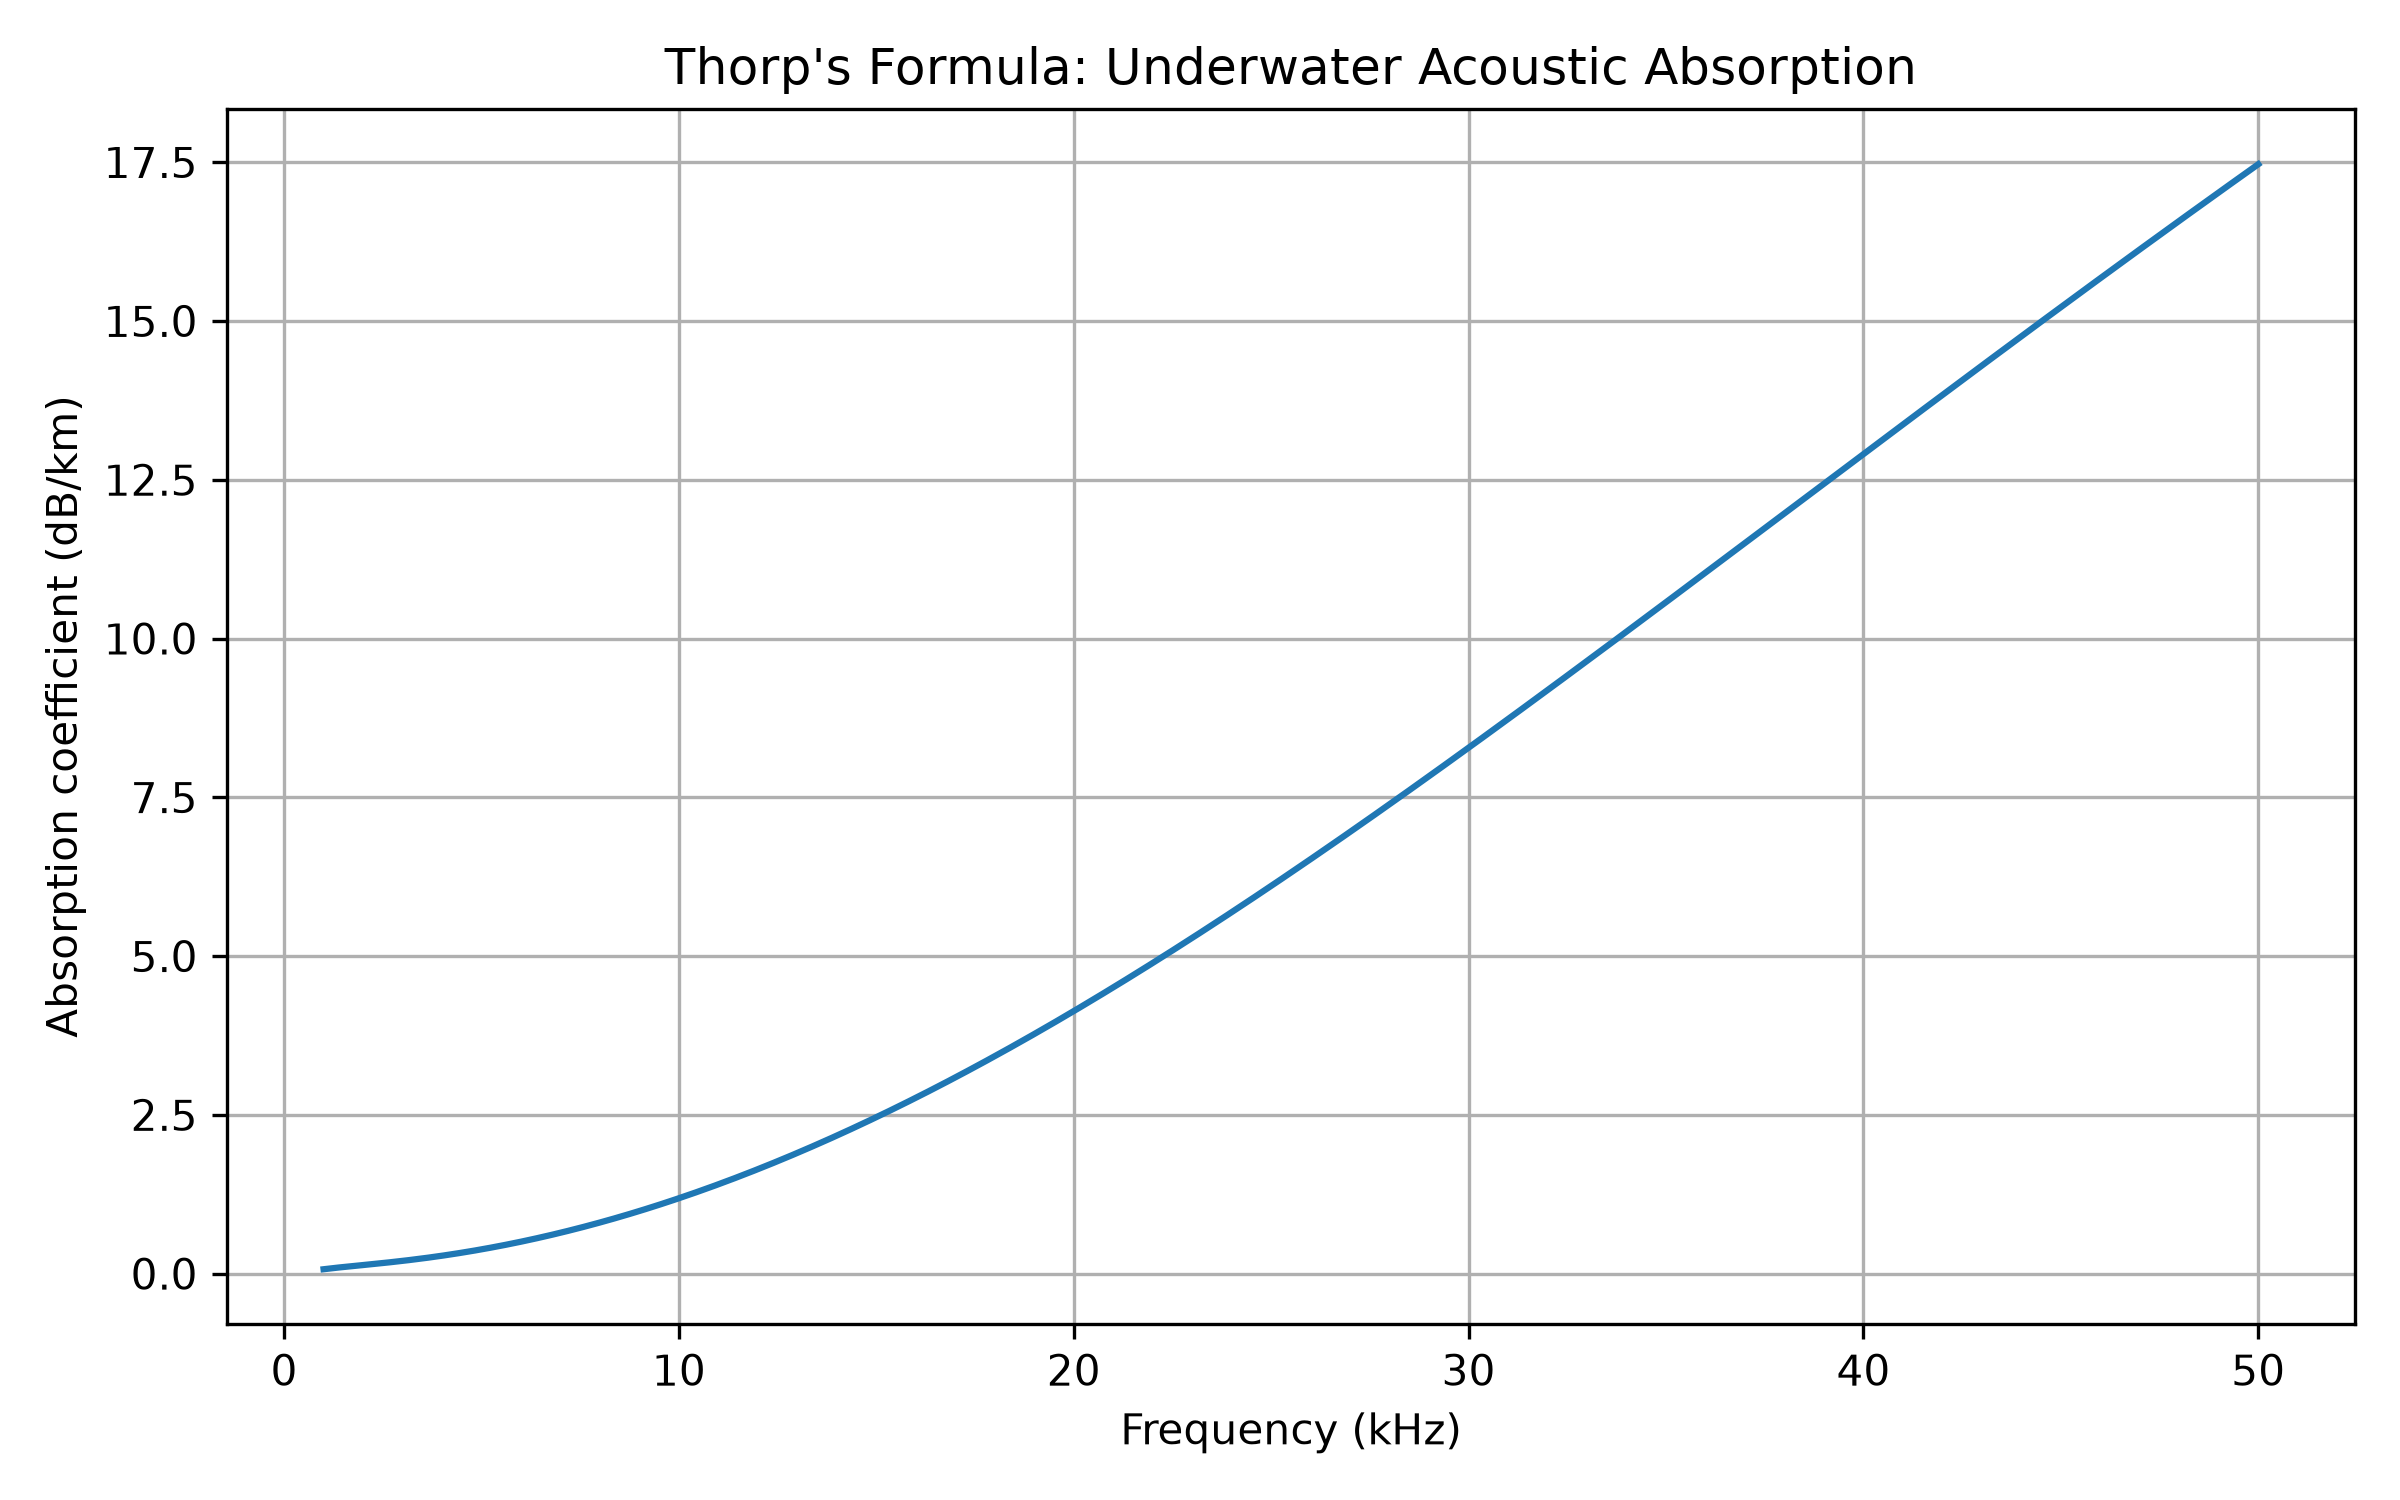 Thorp's Formula: Underwater Acoustic Absorption
17.5
15.0
12.5
10.0
7.5
5.0
2.5
0.0
Absorption coefficient (dB/km)
0 10 20 30 40 50
Frequency (kHz)